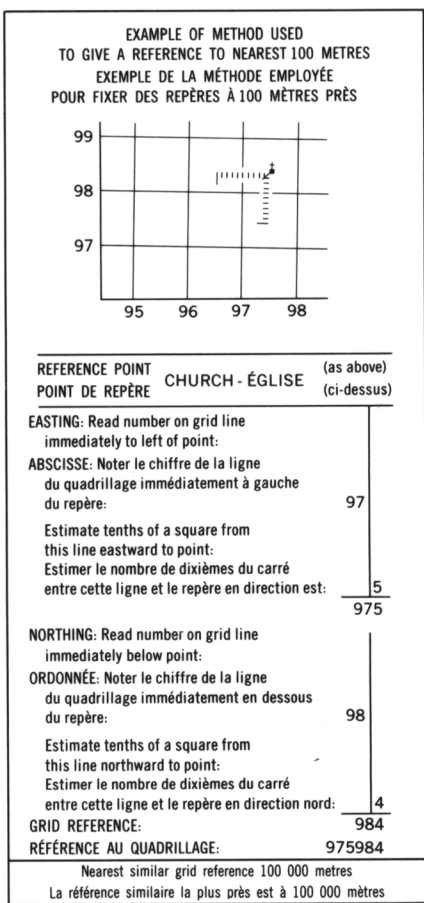 EXAMPLE OF METHOD USED
TO GIVE A REFERENCE TO NEAREST 100 METRES
EXEMPLE DE LA MÉTHODE EMPLOYÉE
POUR FIXER DES REPÈRES À 100 MÈTRES PRÈS
99
98
97
95 96 97 98
REFERENCE POINT
POINT DE REPÈRE
CHURCH - ÉGLISE
(as above)
(ci-dessus)
EASTING: Read number on grid line
immediately to left of point:
ABSCISSE: Noter le chiffre de la ligne
du quadrillage immédiatement à gauche
du repère: 97
Estimate tenths of a square from
this line eastward to point:
Estimer le nombre de dixièmes du carré
entre cette ligne et le repère en direction est: 5
975
NORTHING: Read number on grid line
immediately below point:
ORDONNÉE: Noter le chiffre de la ligne
du quadrillage immédiatement en dessous
du repère: 98
Estimate tenths of a square from
this line northward to point:
Estimer le nombre de dixièmes du carré
entre cette ligne et le repère en direction nord: 4
GRID REFERENCE: 984
RÉFÉRENCE AU QUADRILLAGE: 975984
Nearest similar grid reference 100 000 metres
La référence similaire la plus près est à 100 000 mètres